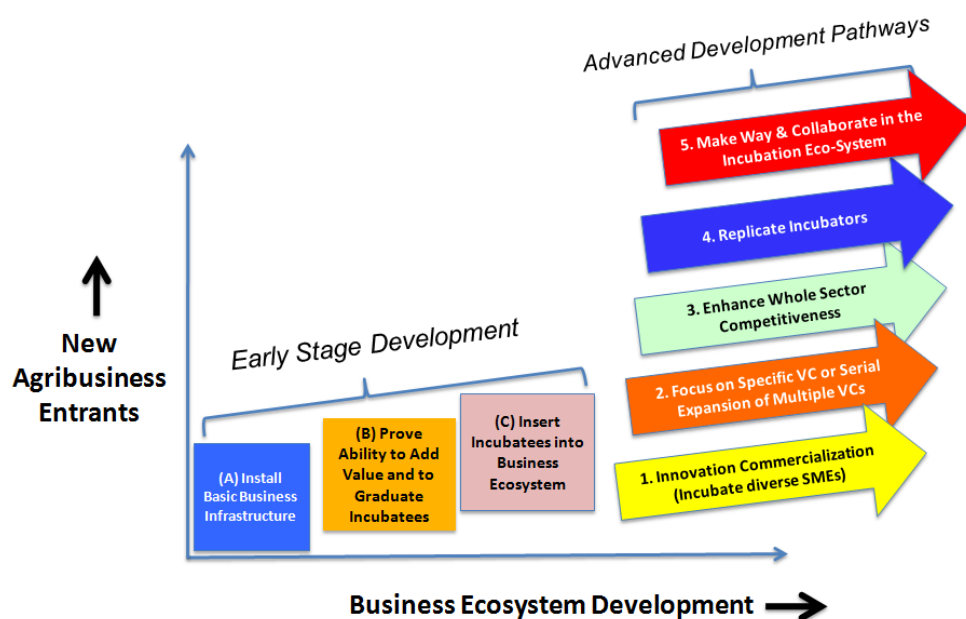 Advanced Development Pathways
5. Make Way & Collaborate in the
Incubation Eco-System
4. Replicate Incubators
3. Enhance Whole Sector
Competitiveness
2. Focus on Specific VC or Serial
Expansion of Multiple VCs
1. Innovation Commercialization
(Incubate diverse SMEs)
Early Stage Development
New
Agribusiness
Entrants
(A) Install
Basic Business
Infrastructure
(B) Prove
Ability to Add
Value and to
Graduate
Incubatees
(C) Insert
Incubatees into
Business
Ecosystem
Business Ecosystem Development